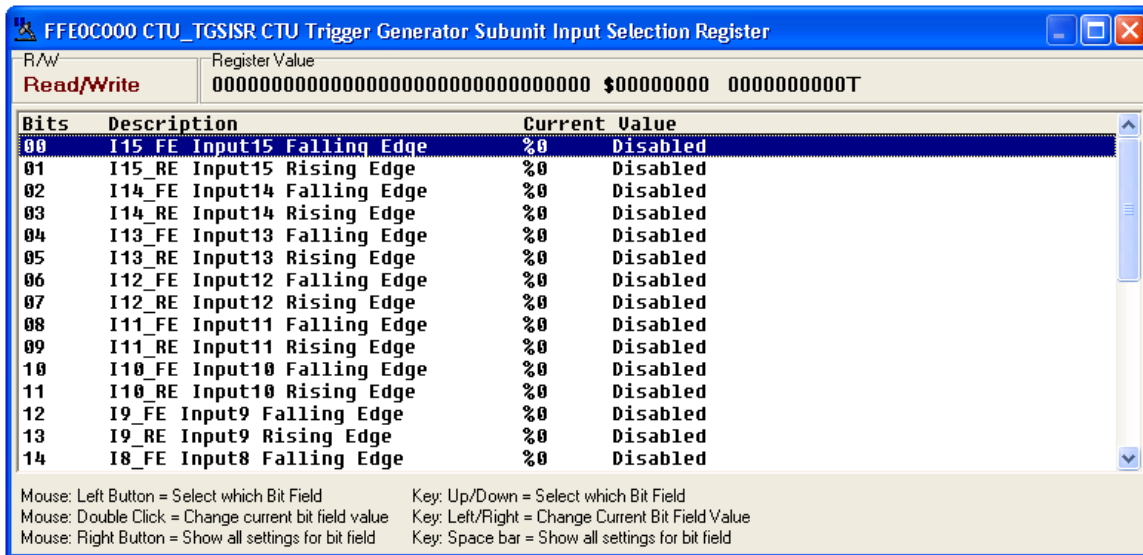 FFE0C000 CTU_TGSISR CTU Trigger Generator Subunit Input Selection Register
R/W Register Value
Read/Write 00000000000000000000000000000000 $00000000 0000000000T
Bits Description Current Value
00 I15_FE Input15 Falling Edge %0 Disabled
01 I15_RE Input15 Rising Edge %0 Disabled
02 I14_FE Input14 Falling Edge %0 Disabled
03 I14_RE Input14 Rising Edge %0 Disabled
04 I13_FE Input13 Falling Edge %0 Disabled
05 I13_RE Input13 Rising Edge %0 Disabled
06 I12_FE Input12 Falling Edge %0 Disabled
07 I12_RE Input12 Rising Edge %0 Disabled
08 I11_FE Input11 Falling Edge %0 Disabled
09 I11_RE Input11 Rising Edge %0 Disabled
10 I10_FE Input10 Falling Edge %0 Disabled
11 I10_RE Input10 Rising Edge %0 Disabled
12 I9_FE Input9 Falling Edge %0 Disabled
13 I9_RE Input9 Rising Edge %0 Disabled
14 I8_FE Input8 Falling Edge %0 Disabled
Mouse: Left Button = Select which Bit Field Key: Up/Down = Select which Bit Field
Mouse: Double Click = Change current bit field value Key: Left/Right = Change Current Bit Field Value
Mouse: Right Button = Show all settings for bit field Key: Space bar = Show all settings for bit field